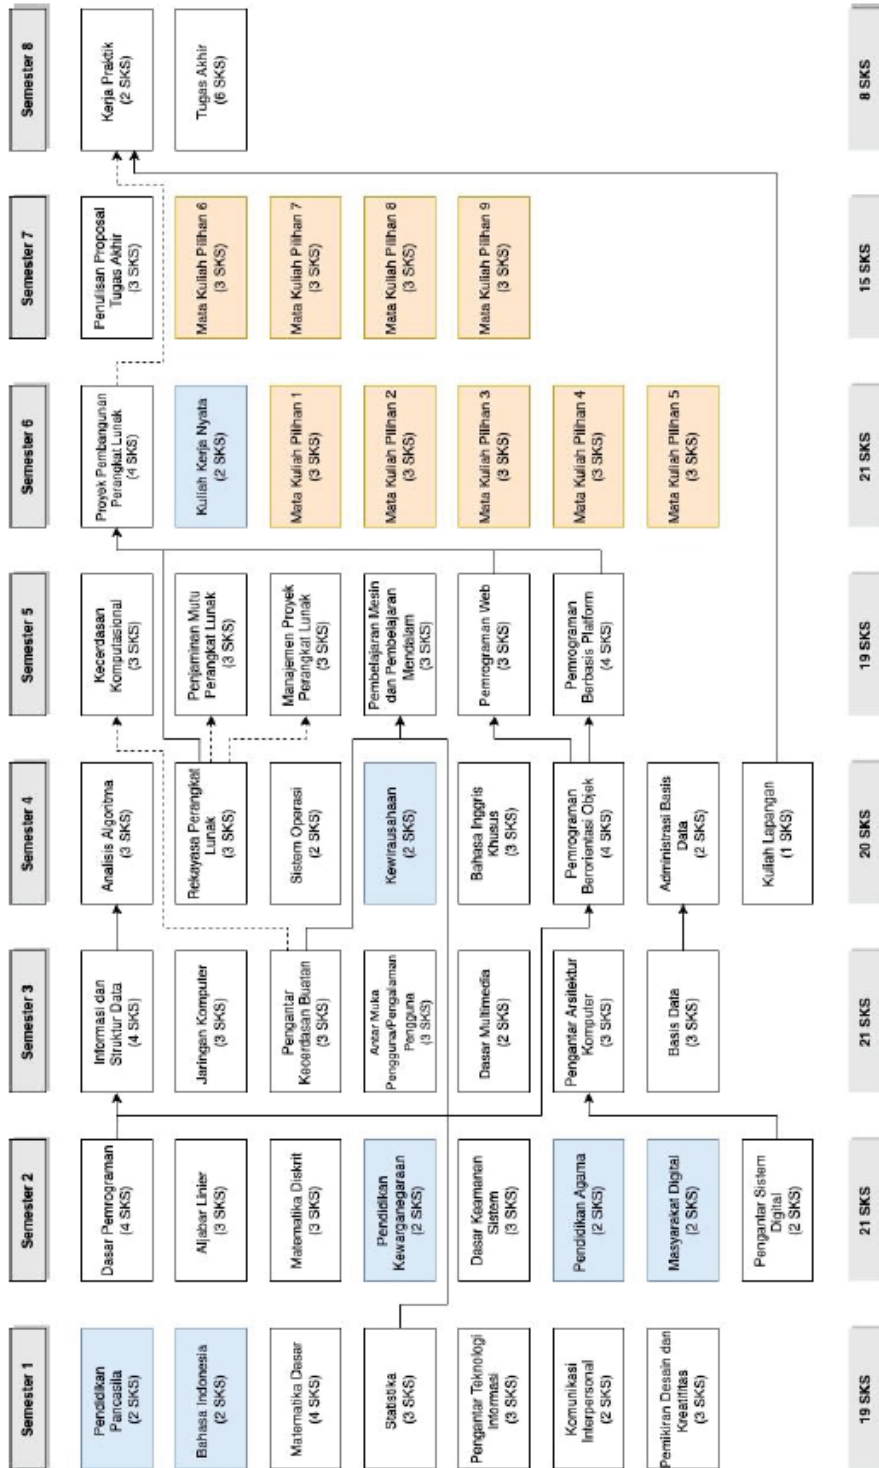 Semester 1
Pendidikan
Pancasila
(2 SKS)
Bahasa Indonesia
(2 SKS)
Matematika Dasar
(4 SKS)
Statistika
(3 SKS)
Pengantar Teknologi
Informasi
(3 SKS)
Komunikasi
Interpersonal
(2 SKS)
Pemikiran Desain dan
Kreatifitas
(3 SKS)
19 SKS
Semester 2
Dasar Pemrograman
(4 SKS)
Aljabar Linier
(3 SKS)
Matematika Diskrit
(3 SKS)
Pendidikan
Kewarganegaraan
(2 SKS)
Dasar Keamanan
Sistem
(3 SKS)
Pendidikan Agama
(2 SKS)
Masyarakat Digital
(2 SKS)
Pengantar Sistem
Digital
(2 SKS)
21 SKS
Semester 3
Informasi dan
Struktur Data
(4 SKS)
Jaringan Komputer
(3 SKS)
Pengantar
Kecerdasan Buatan
(3 SKS)
Antar Muka
Pengguna/Pengalaman
Pengguna
(3 SKS)
Dasar Multimedia
(2 SKS)
Pengantar Arsitektur
Komputer
(3 SKS)
Basis Data
(3 SKS)
21 SKS
Semester 4
Analisis Algoritma
(3 SKS)
Rekayasa Perangkat
Lunak
(3 SKS)
Sistem Operasi
(2 SKS)
Kewirausahaan
(2 SKS)
Bahasa Inggris
Khusus
(3 SKS)
Pemrograman
Berorientasi Objek
(4 SKS)
Administrasi Basis
Data
(2 SKS)
Kuliah Lapangan
(1 SKS)
20 SKS
Semester 5
Kecerdasan
Komputasional
(3 SKS)
Penjaminan Mutu
Perangkat Lunak
(3 SKS)
Manajemen Proyek
Perangkat Lunak
(3 SKS)
Pembelajaran Mesin
dan Pembelajaran
Mendalam
(3 SKS)
Pemrograman Web
(3 SKS)
Pemrograman
Berbasis Platform
(4 SKS)
19 SKS
Semester 6
Proyek Pembangunan
Perangkat Lunak
(4 SKS)
Kuliah Kerja Nyata
(2 SKS)
Mata Kuliah Pilihan 1
(3 SKS)
Mata Kuliah Pilihan 2
(3 SKS)
Mata Kuliah Pilihan 3
(3 SKS)
Mata Kuliah Pilihan 4
(3 SKS)
Mata Kuliah Pilihan 5
(3 SKS)
21 SKS
Semester 7
Penulisan Proposal
Tugas Akhir
(3 SKS)
Mata Kuliah Pilihan 6
(3 SKS)
Mata Kuliah Pilihan 7
(3 SKS)
Mata Kuliah Pilihan 8
(3 SKS)
Mata Kuliah Pilihan 9
(3 SKS)
15 SKS
Semester 8
Kerja Praktik
(2 SKS)
Tugas Akhir
(6 SKS)
8 SKS